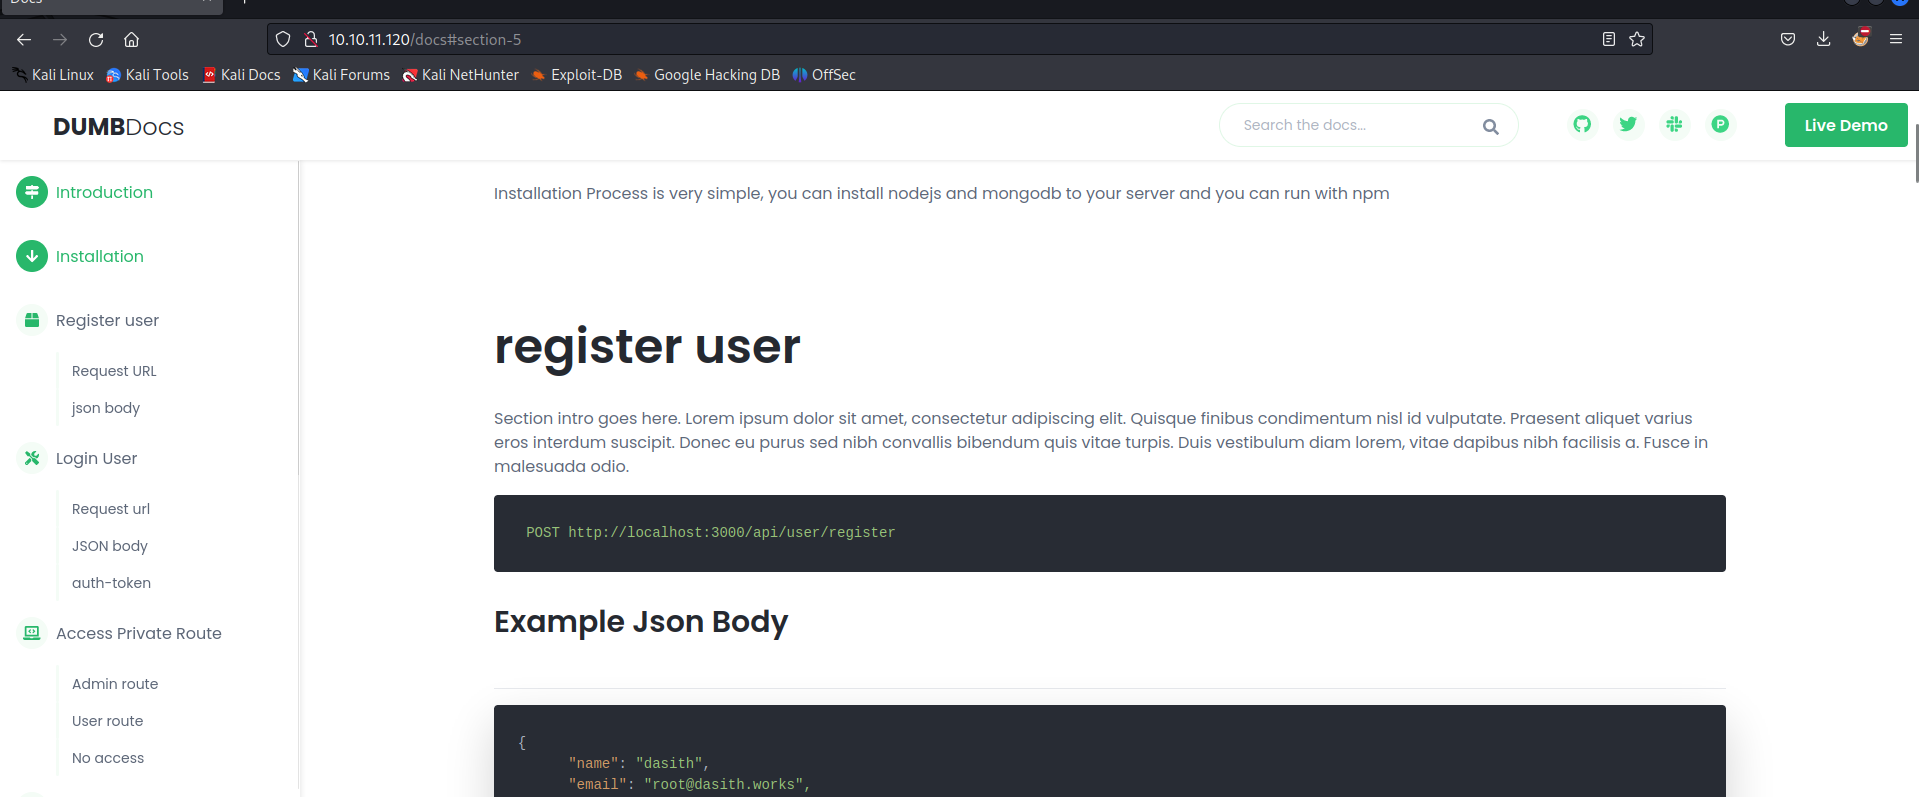 Docs
10.10.11.120/docs#section-5
Kali Linux Kali Tools Kali Docs Kali Forums Kali NetHunter Exploit-DB Google Hacking DB OffSec
DUMBDocs
Search the docs...
Live Demo
Introduction
Installation
Register user
Request URL
json body
Login User
Request url
JSON body
auth-token
Access Private Route
Admin route
User route
No access
Installation Process is very simple, you can install nodejs and mongodb to your server and you can run with npm
register user
Section intro goes here. Lorem ipsum dolor sit amet, consectetur adipiscing elit. Quisque finibus condimentum nisl id vulputate. Praesent aliquet varius
eros interdum suscipit. Donec eu purus sed nibh convallis bibendum quis vitae turpis. Duis vestibulum diam lorem, vitae dapibus nibh facilisis a. Fusce in
malesuada odio.
POST http://localhost:3000/api/user/register
Example Json Body
{
"name": "dasith",
"email": "root@dasith.works",